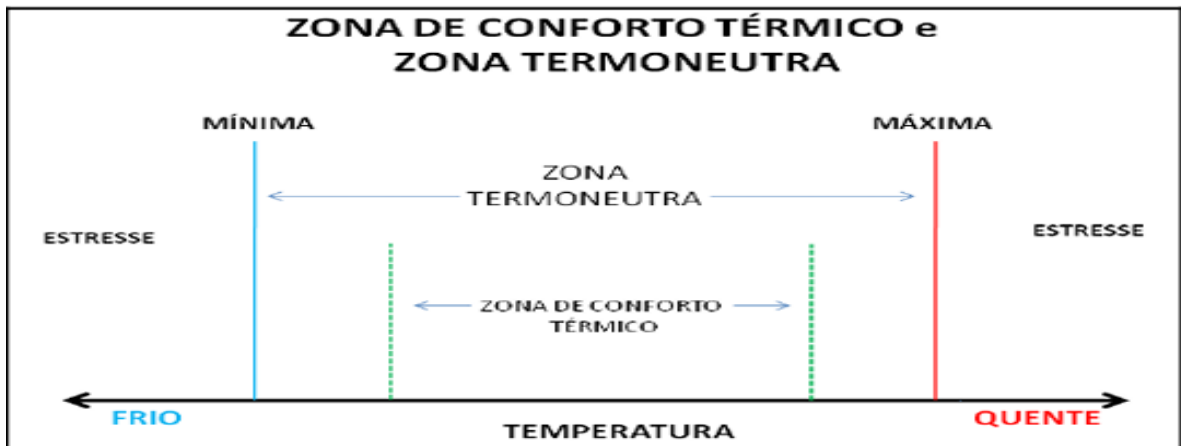 ZONA DE CONFORTO TÉRMICO e
ZONA TERMONEUTRA
MÍNIMA
MÁXIMA
ZONA
TERMONEUTRA
ESTRESSE
ESTRESSE
ZONA DE CONFORTO
TÉRMICO
FRIO
QUENTE
TEMPERATURA